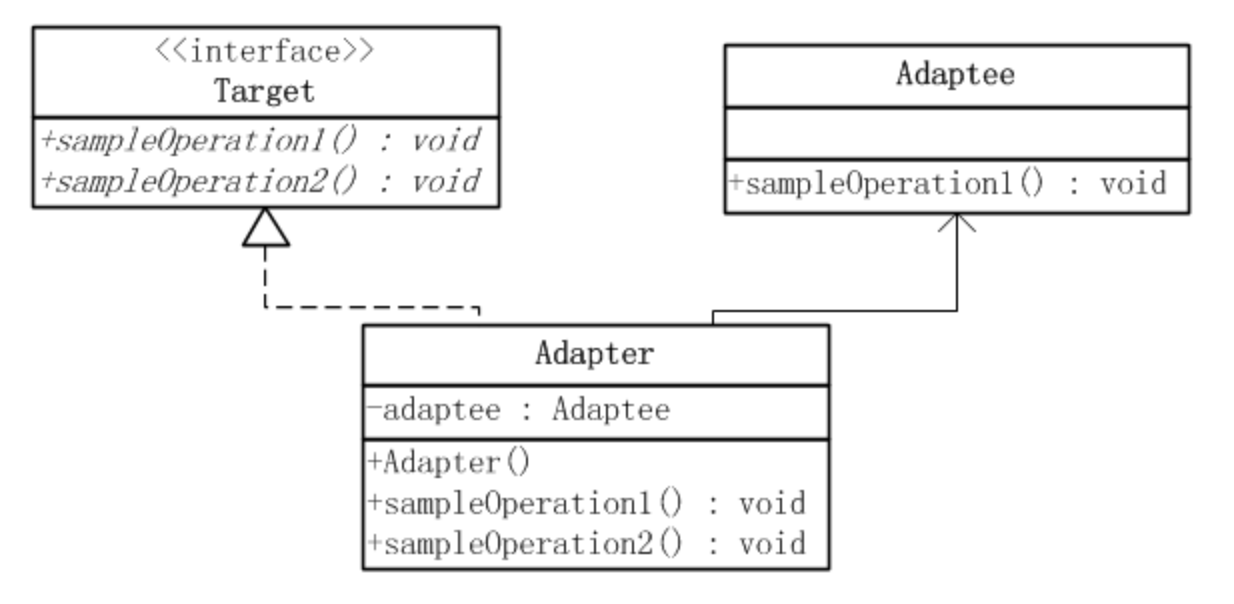 <<interface>>
Target
+sampleOperation1() : void
+sampleOperation2() : void
Adaptee
+sampleOperation1() : void
Adapter
-adaptee : Adaptee
+Adapter()
+sampleOperation1() : void
+sampleOperation2() : void